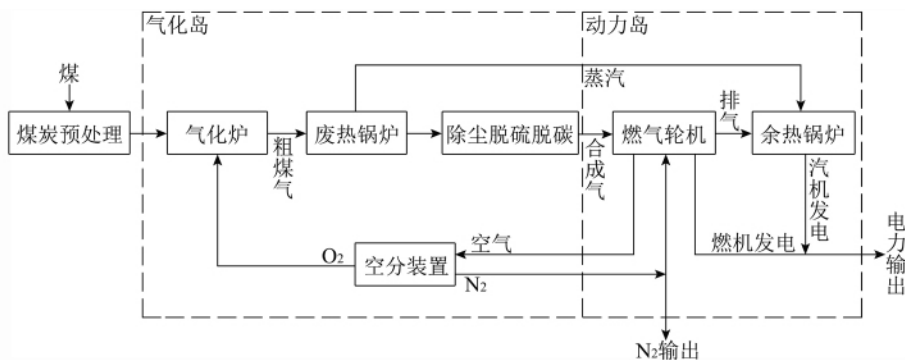 气化岛
动力岛
煤
蒸汽
排气
煤炭预处理
气化炉
废热锅炉
除尘脱硫脱碳
燃气轮机
余热锅炉
粗煤气
合成气
汽机发电
空气
燃机发电
电力输出
O₂
空分装置
N₂
N₂输出